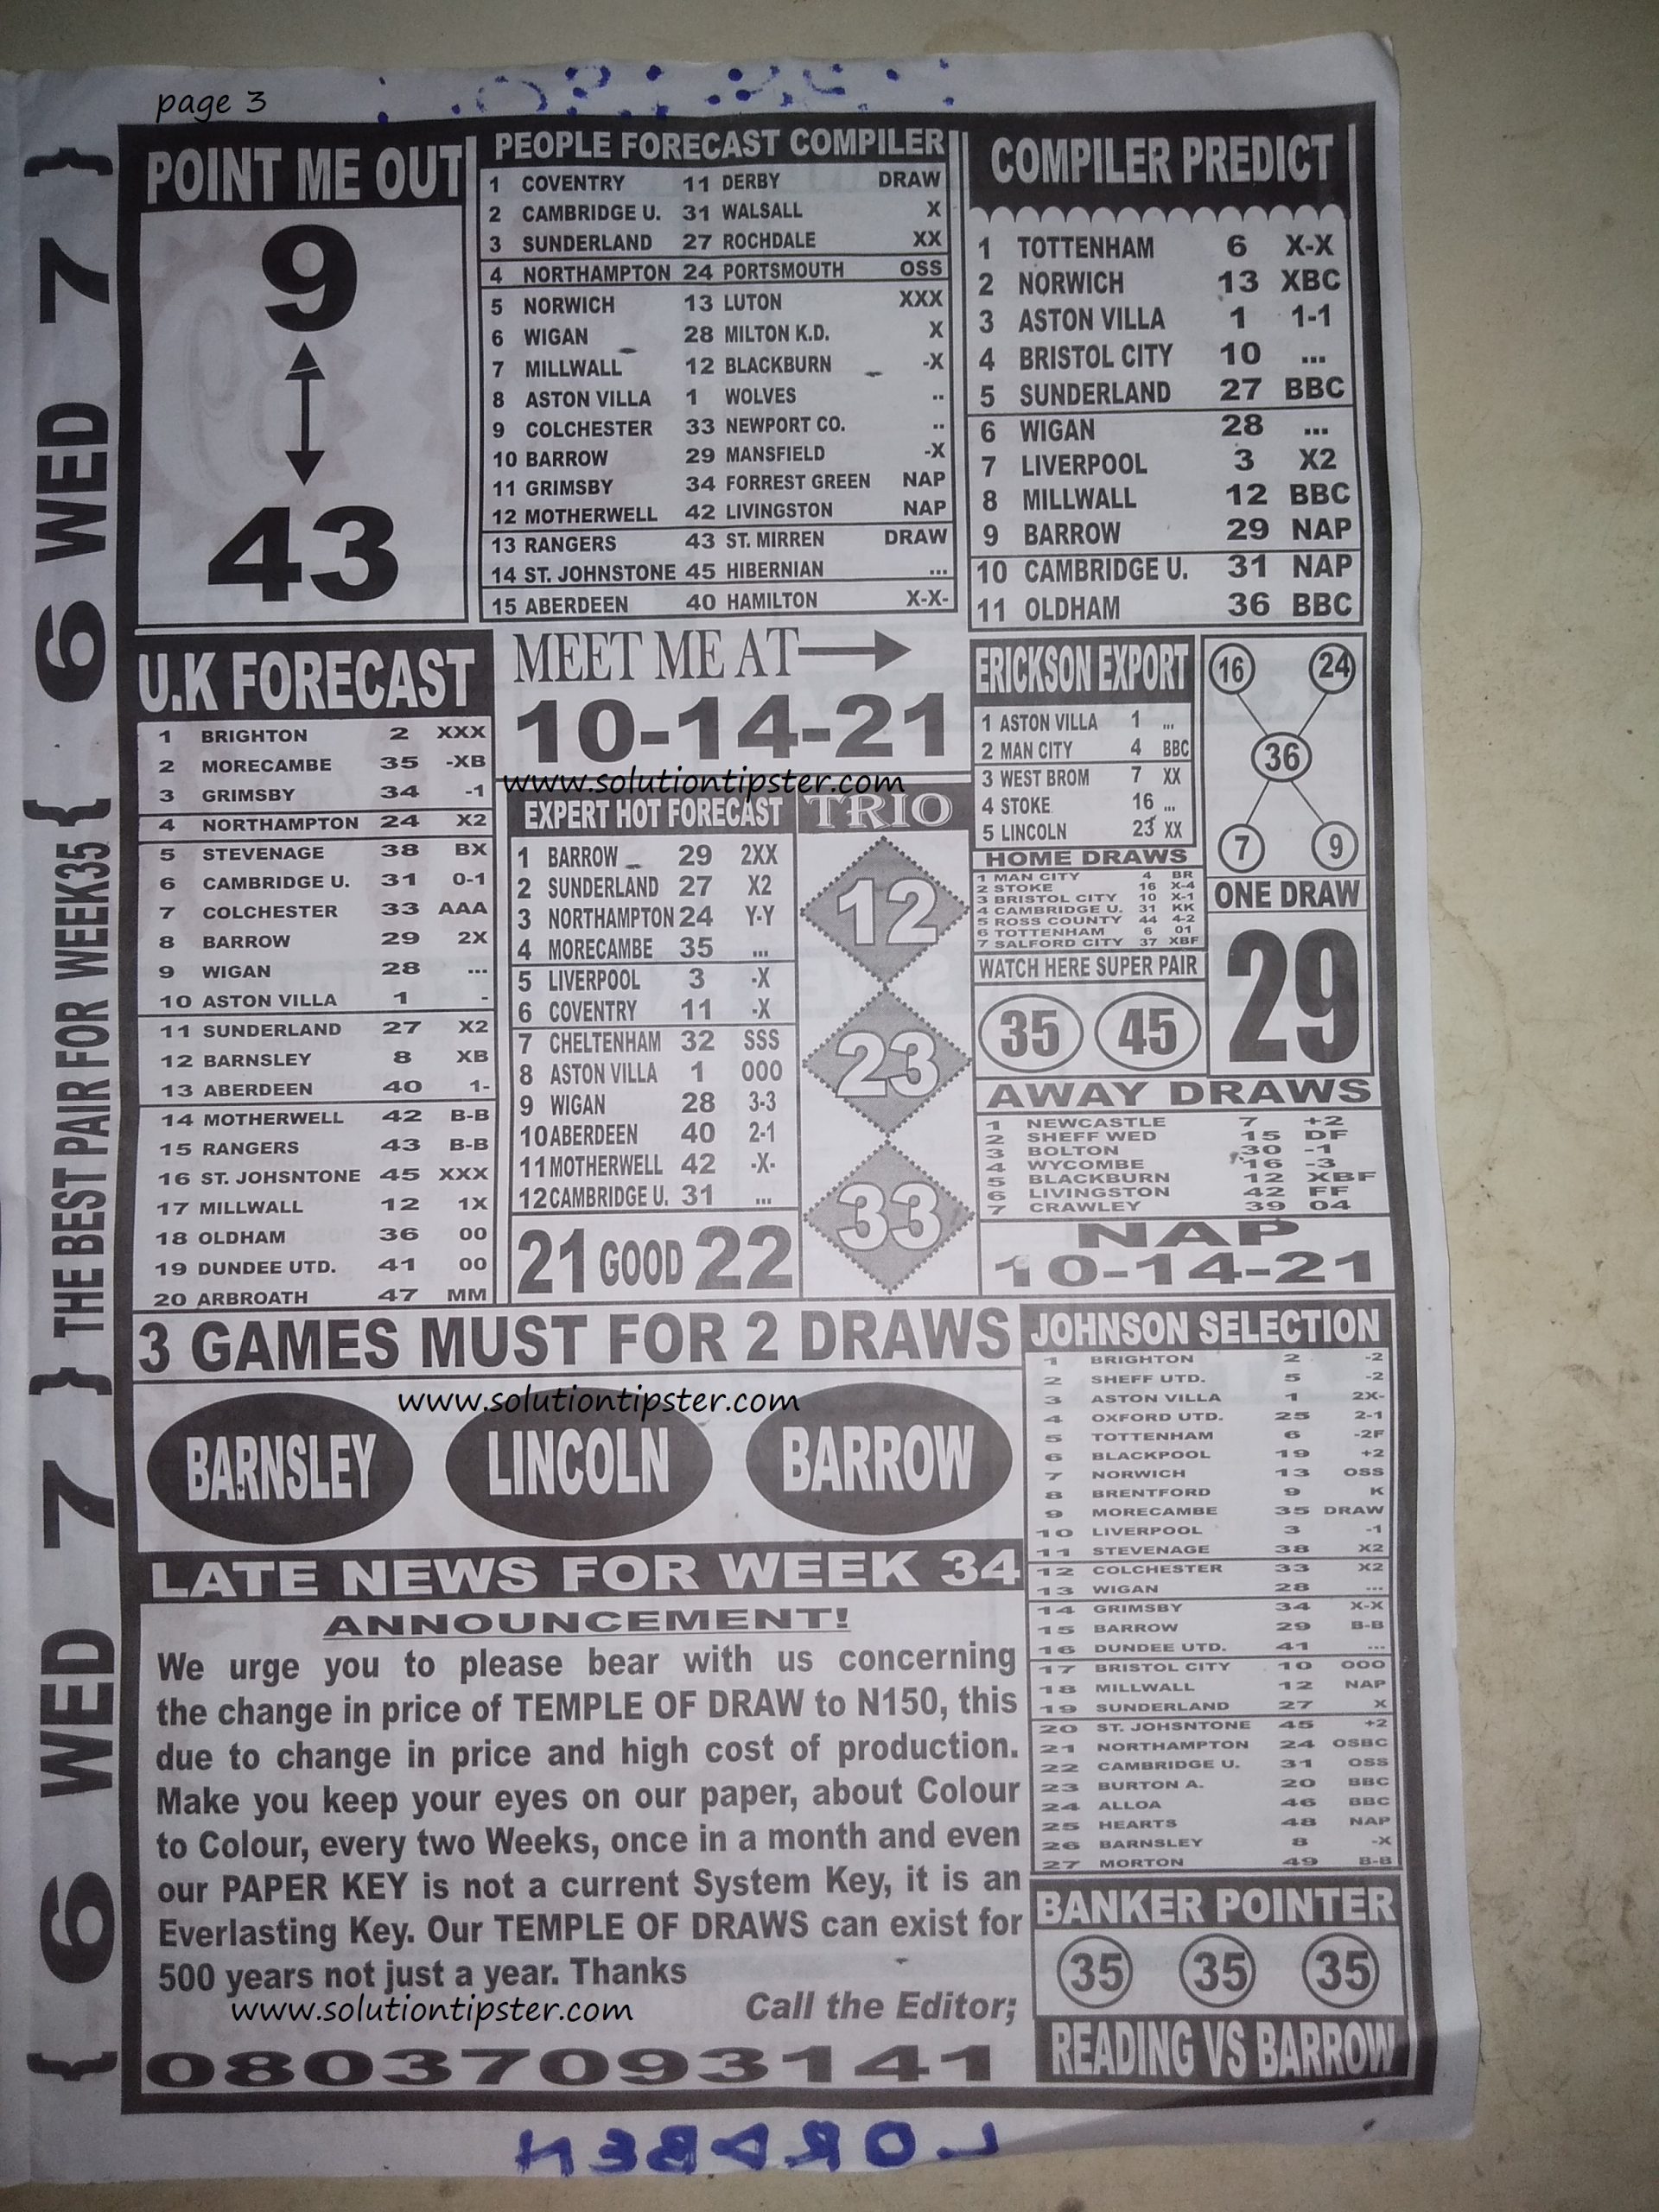 page 3
6 WED 7 } THE BEST PAIR FOR WEEK35 { 6 WED 7 }
POINT ME OUT
9
43
PEOPLE FORECAST COMPILER
1 COVENTRY 11 DERBY DRAW
2 CAMBRIDGE U. 31 WALSALL X
3 SUNDERLAND 27 ROCHDALE XX
4 NORTHAMPTON 24 PORTSMOUTH OSS
5 NORWICH 13 LUTON XXX
6 WIGAN 28 MILTON K.D. X
7 MILLWALL 12 BLACKBURN -X
8 ASTON VILLA 1 WOLVES ..
9 COLCHESTER 33 NEWPORT CO. ..
10 BARROW 29 MANSFIELD -X
11 GRIMSBY 34 FORREST GREEN NAP
12 MOTHERWELL 42 LIVINGSTON NAP
13 RANGERS 43 ST. MIRREN DRAW
14 ST. JOHNSTONE 45 HIBERNIAN ...
15 ABERDEEN 40 HAMILTON X-X-
COMPILER PREDICT
1 TOTTENHAM 6 X-X
2 NORWICH 13 XBC
3 ASTON VILLA 1 1-1
4 BRISTOL CITY 10 ...
5 SUNDERLAND 27 BBC
6 WIGAN 28 ...
7 LIVERPOOL 3 X2
8 MILLWALL 12 BBC
9 BARROW 29 NAP
10 CAMBRIDGE U. 31 NAP
11 OLDHAM 36 BBC
U.K FORECAST
1 BRIGHTON 2 XXX
2 MORECAMBE 35 -XB
3 GRIMSBY 34 -1
4 NORTHAMPTON 24 X2
5 STEVENAGE 38 BX
6 CAMBRIDGE U. 31 0-1
7 COLCHESTER 33 AAA
8 BARROW 29 2X
9 WIGAN 28 ...
10 ASTON VILLA 1 -
11 SUNDERLAND 27 X2
12 BARNSLEY 8 XB
13 ABERDEEN 40 1-
14 MOTHERWELL 42 B-B
15 RANGERS 43 B-B
16 ST. JOHSNTONE 45 XXX
17 MILLWALL 12 1X
18 OLDHAM 36 00
19 DUNDEE UTD. 41 00
20 ARBROATH 47 MM
MEET ME AT
10-14-21
www.solutiontipster.com
EXPERT HOT FORECAST
1 BARROW 29 2XX
2 SUNDERLAND 27 X2
3 NORTHAMPTON 24 Y-Y
4 MORECAMBE 35 ...
5 LIVERPOOL 3 -X
6 COVENTRY 11 -X
7 CHELTENHAM 32 SSS
8 ASTON VILLA 1 000
9 WIGAN 28 3-3
10 ABERDEEN 40 2-1
11 MOTHERWELL 42 -X-
12 CAMBRIDGE U. 31 ...
21 GOOD 22
TRIO
12
23
33
ERICKSON EXPORT
1 ASTON VILLA 1 ...
2 MAN CITY 4 BBC
3 WEST BROM 7 XX
4 STOKE 16 ...
5 LINCOLN 23 XX
HOME DRAWS
1 MAN CITY 4 BR
2 STOKE 16 X-4
3 BRISTOL CITY 10 X-1
4 CAMBRIDGE U. 31 KK
5 ROSS COUNTY 44 4-2
6 TOTTENHAM 6 01
7 SALFORD CITY 37 XBF
WATCH HERE SUPER PAIR
35 45
16 24
36
7 9
ONE DRAW
29
AWAY DRAWS
1 NEWCASTLE 7 +2
2 SHEFF WED 15 DF
3 BOLTON 30 -1
4 WYCOMBE 16 -3
5 BLACKBURN 12 XBF
6 LIVINGSTON 42 FF
7 CRAWLEY 39 04
NAP
10-14-21
3 GAMES MUST FOR 2 DRAWS
www.solutiontipster.com
BARNSLEY LINCOLN BARROW
LATE NEWS FOR WEEK 34
ANNOUNCEMENT!
We urge you to please bear with us concerning
the change in price of TEMPLE OF DRAW to N150, this
due to change in price and high cost of production.
Make you keep your eyes on our paper, about Colour
to Colour, every two Weeks, once in a month and even
our PAPER KEY is not a current System Key, it is an
Everlasting Key. Our TEMPLE OF DRAWS can exist for
500 years not just a year. Thanks
www.solutiontipster.com
Call the Editor;
08037093141
JOHNSON SELECTION
1 BRIGHTON 2 -2
2 SHEFF UTD. 5 -2
3 ASTON VILLA 1 2X-
4 OXFORD UTD. 25 2-1
5 TOTTENHAM 6 -2F
6 BLACKPOOL 19 +2
7 NORWICH 13 OSS
8 BRENTFORD 9 K
9 MORECAMBE 35 DRAW
10 LIVERPOOL 3 -1
11 STEVENAGE 38 X2
12 COLCHESTER 33 X2
13 WIGAN 28 ...
14 GRIMSBY 34 X-X
15 BARROW 29 B-B
16 DUNDEE UTD. 41 ...
17 BRISTOL CITY 10 000
18 MILLWALL 12 NAP
19 SUNDERLAND 27 X
20 ST. JOHSNTONE 45 +2
21 NORTHAMPTON 24 OSBC
22 CAMBRIDGE U. 31 OSS
23 BURTON A. 20 BBC
24 ALLOA 46 BBC
25 HEARTS 48 NAP
26 BARNSLEY 8 -X
27 MORTON 49 B-B
BANKER POINTER
35 35 35
READING VS BARROW